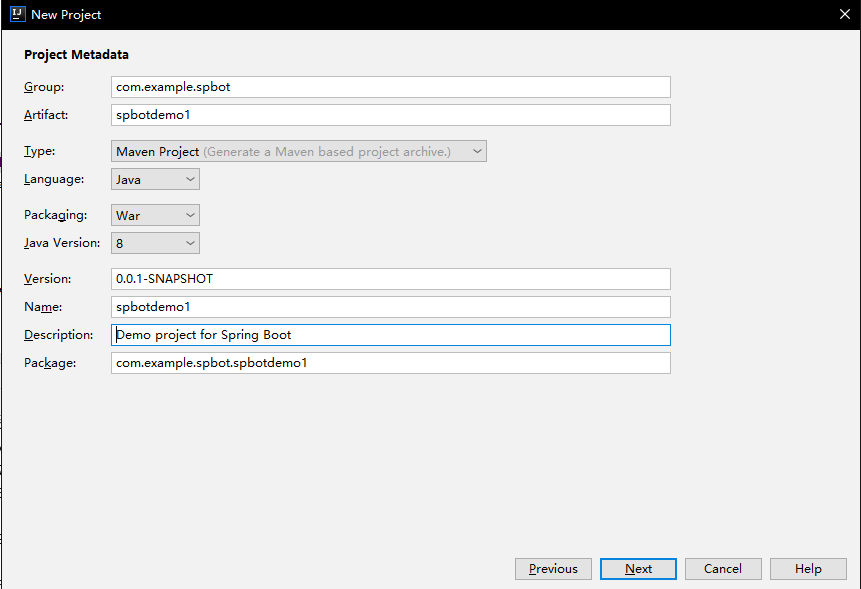 New Project
Project Metadata
Group: com.example.spbot
Artifact: spbotdemo1
Type: Maven Project (Generate a Maven based project archive.)
Language: Java
Packaging: War
Java Version: 8
Version: 0.0.1-SNAPSHOT
Name: spbotdemo1
Description: Demo project for Spring Boot
Package: com.example.spbot.spbotdemo1
Previous Next Cancel Help